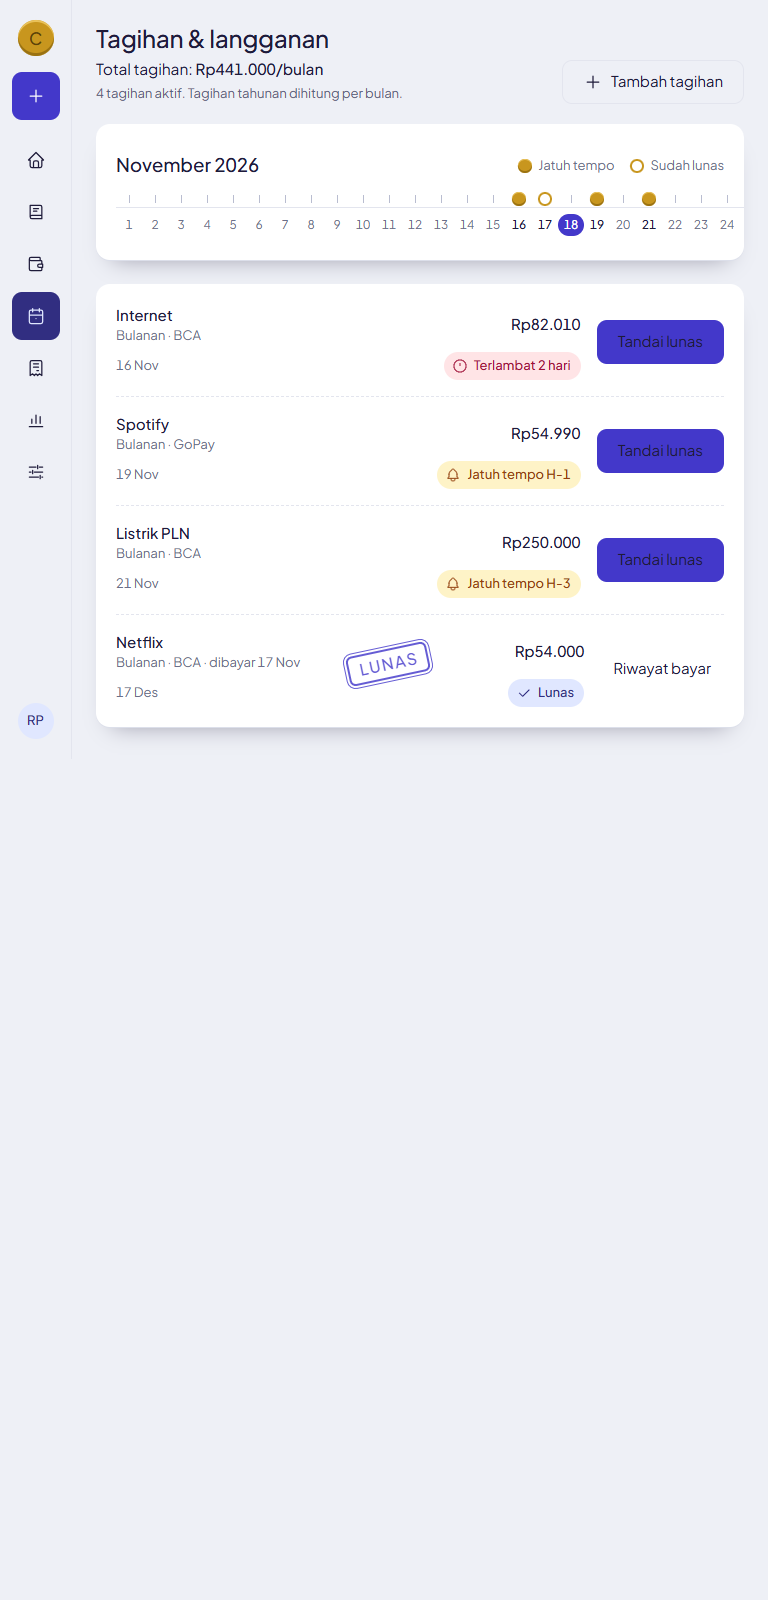 C
Tagihan & langganan
Total tagihan: Rp441.000/bulan
4 tagihan aktif. Tagihan tahunan dihitung per bulan.
Tambah tagihan
November 2026
Jatuh tempo
Sudah lunas
1 2 3 4 5 6 7 8 9 10 11 12 13 14 15 16 17 18 19 20 21 22 23 24
Internet
Bulanan · BCA
16 Nov
Rp82.010
Terlambat 2 hari
Tandai lunas
Spotify
Bulanan · GoPay
19 Nov
Rp54.990
Jatuh tempo H-1
Tandai lunas
Listrik PLN
Bulanan · BCA
21 Nov
Rp250.000
Jatuh tempo H-3
Tandai lunas
Netflix
Bulanan · BCA · dibayar 17 Nov
17 Des
LUNAS
Rp54.000
Lunas
Riwayat bayar
RP